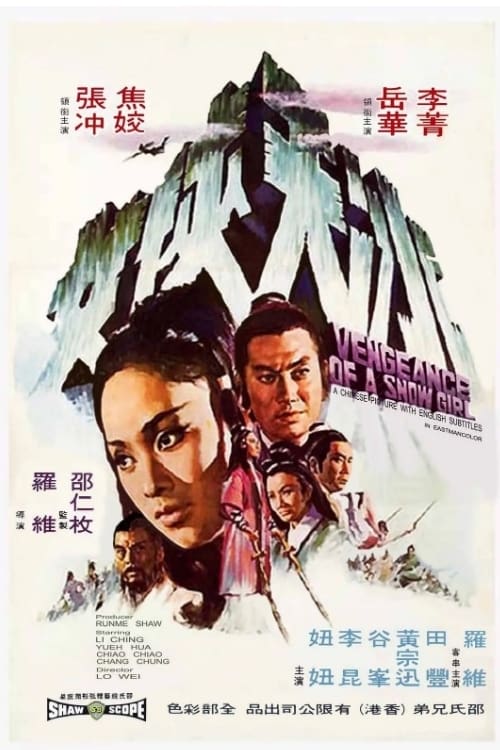 李菁
岳華
領銜主演
焦姣
張冲
領銜主演
冰天俠女
VENGEANCE
OF A SNOW GIRL
A CHINESE PICTURE WITH ENGLISH SUBTITLES
IN EASTMANCOLOR
邵仁枚
監製
羅維
導演
Producer
RUNME SHAW
Starring
LI CHING
YUEH HUA
CHIAO CHIAO
CHANG CHUNG
Director
LO WEI
羅維
客串主演
田豐
黃宗迅
谷峯
李昆
妞妞
主演
邵氏兄弟(香港)有限公司出品 全部彩色
SHAW SB SCOPE